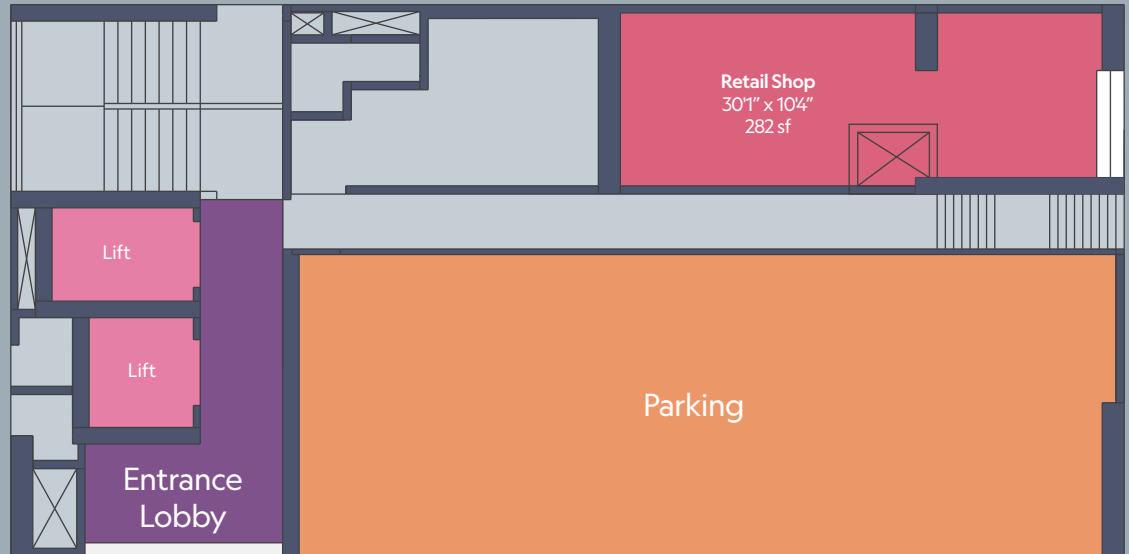 Retail Shop
30'1” x 10'4”
282 sf
Lift
Lift
Parking
Entrance
Lobby